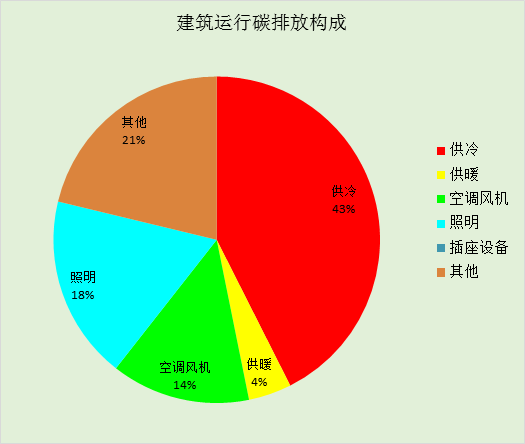 建筑运行碳排放构成
其他
21%
供冷
43%
照明
18%
空调风机
14%
供暖
4%
供冷
供暖
空调风机
照明
插座设备
其他